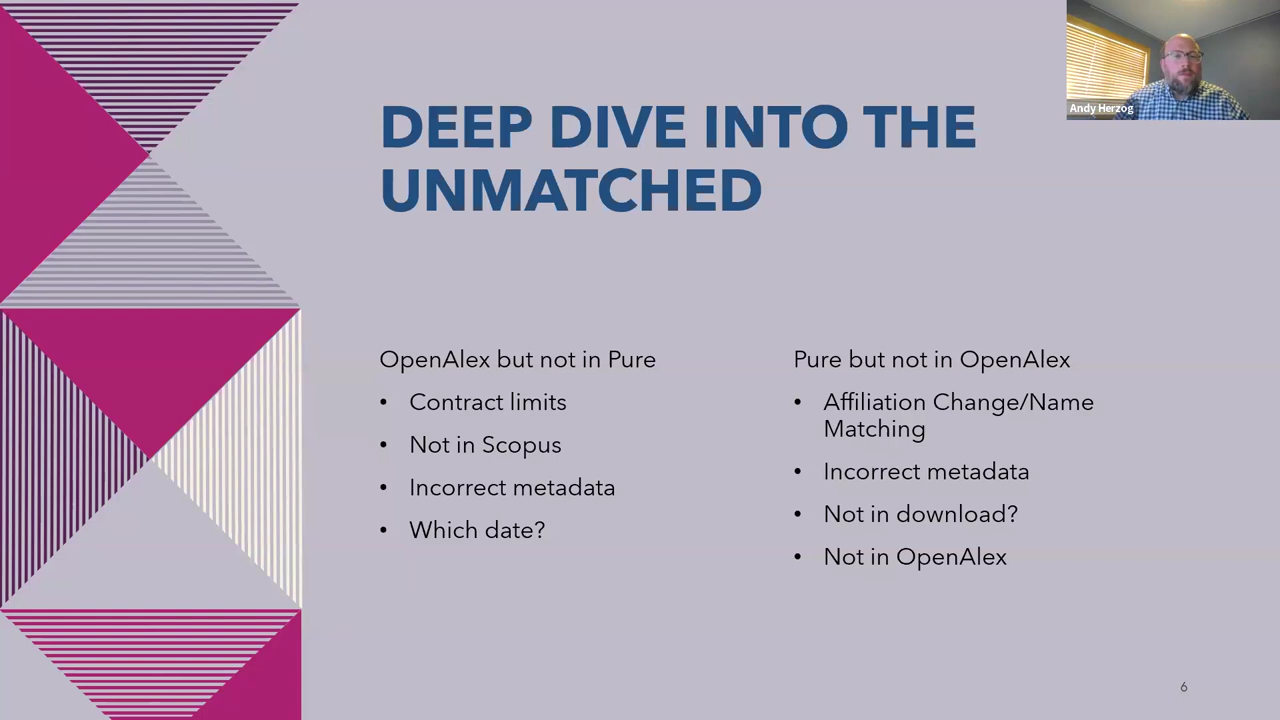 Andy Herzog
DEEP DIVE INTO THE
UNMATCHED
OpenAlex but not in Pure
• Contract limits
• Not in Scopus
• Incorrect metadata
• Which date?
Pure but not in OpenAlex
• Affiliation Change/Name
Matching
• Incorrect metadata
• Not in download?
• Not in OpenAlex
6